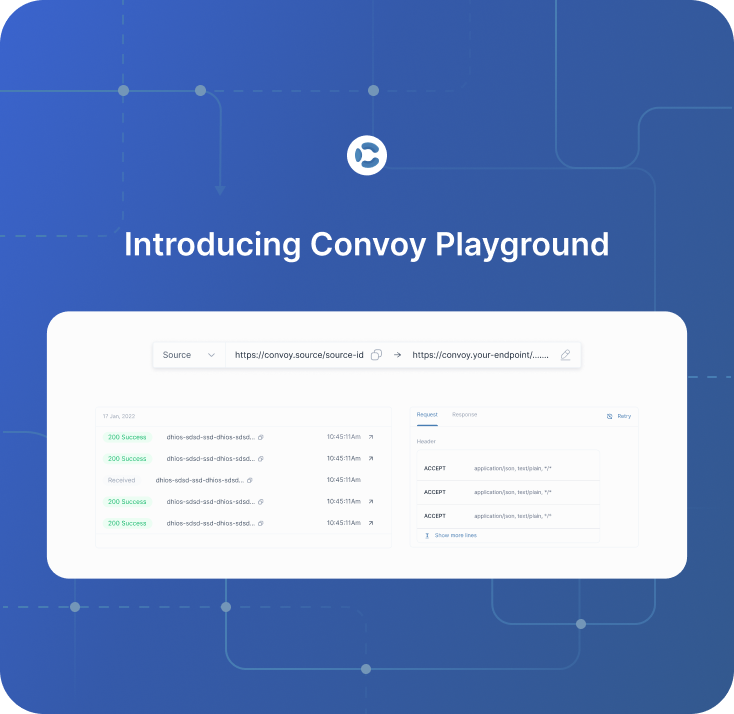 Introducing Convoy Playground
Source https://convoy.source/source-id → https://convoy.your-endpoint/.......
17 Jan, 2022
200 Success dhios-sdsd-ssd-dhios-sdsd... 10:45:11Am
200 Success dhios-sdsd-ssd-dhios-sdsd... 10:45:11Am
Received dhios-sdsd-ssd-dhios-sdsd... 10:45:11Am
200 Success dhios-sdsd-ssd-dhios-sdsd... 10:45:11Am
200 Success dhios-sdsd-ssd-dhios-sdsd... 10:45:11Am
Request Response Retry
Header
ACCEPT application/json, text/plain, */*
ACCEPT application/json, text/plain, */*
ACCEPT application/json, text/plain, */*
Show more lines